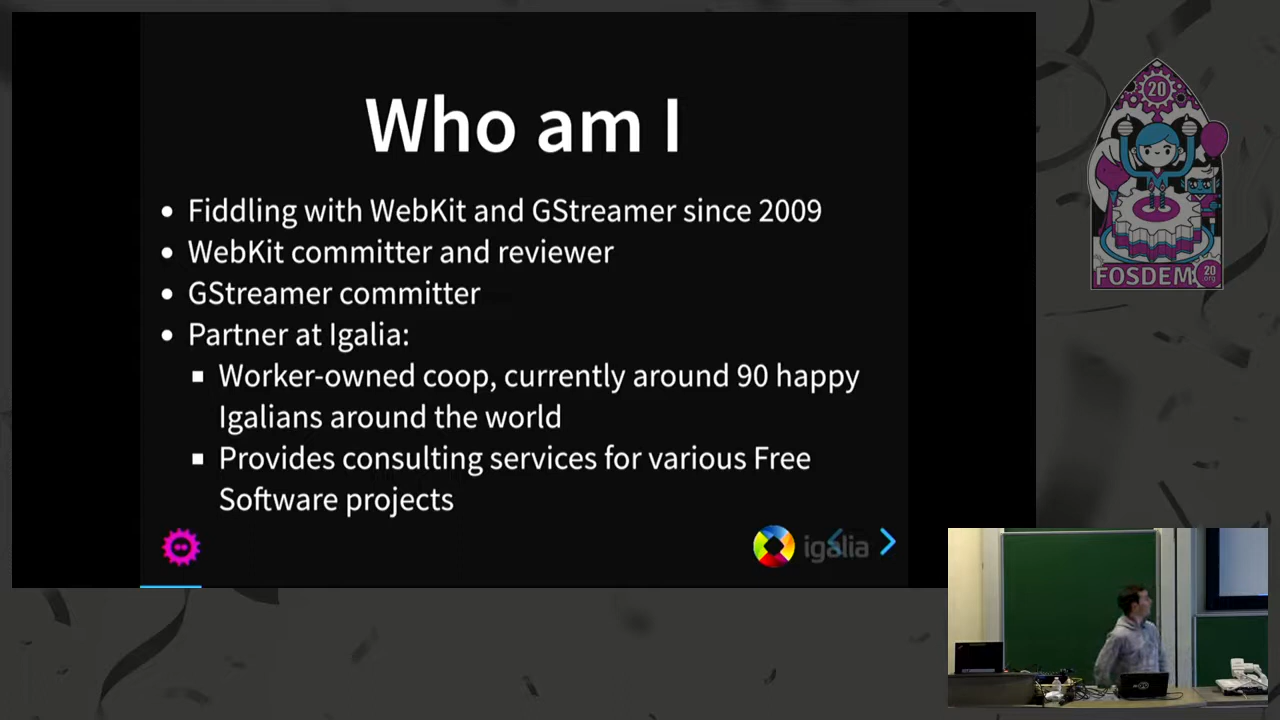 Who am I
Fiddling with WebKit and GStreamer since 2009
WebKit committer and reviewer
GStreamer committer
Partner at Igalia:
Worker-owned coop, currently around 90 happy
Igalians around the world
Provides consulting services for various Free
Software projects
igalia
20
FOSDEM
20
.org